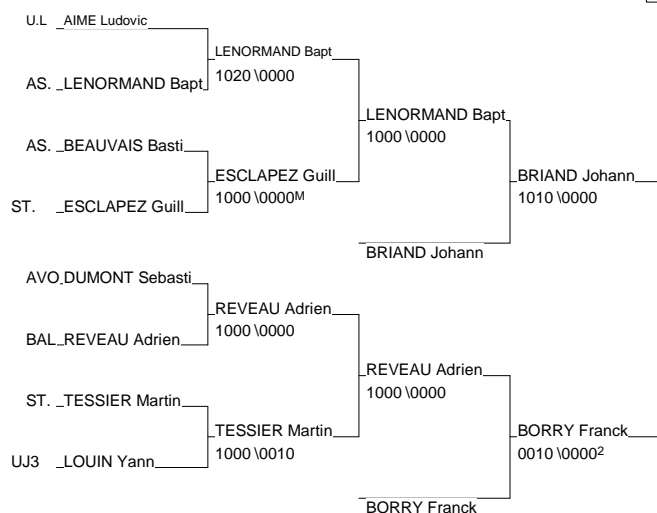 U.L AIME Ludovic
LENORMAND Bapt
1020 \0000
AS. LENORMAND Bapt
LENORMAND Bapt
1000 \0000
AS. BEAUVAIS Basti
ESCLAPEZ Guill
1000 \0000M
ST. ESCLAPEZ Guill
BRIAND Johann
1010 \0000
BRIAND Johann
AVO DUMONT Sebasti
REVEAU Adrien
1000 \0000
BAL REVEAU Adrien
REVEAU Adrien
1000 \0000
ST. TESSIER Martin
TESSIER Martin
1000 \0010
UJ3 LOUIN Yann
BORRY Franck
0010 \0000²
BORRY Franck